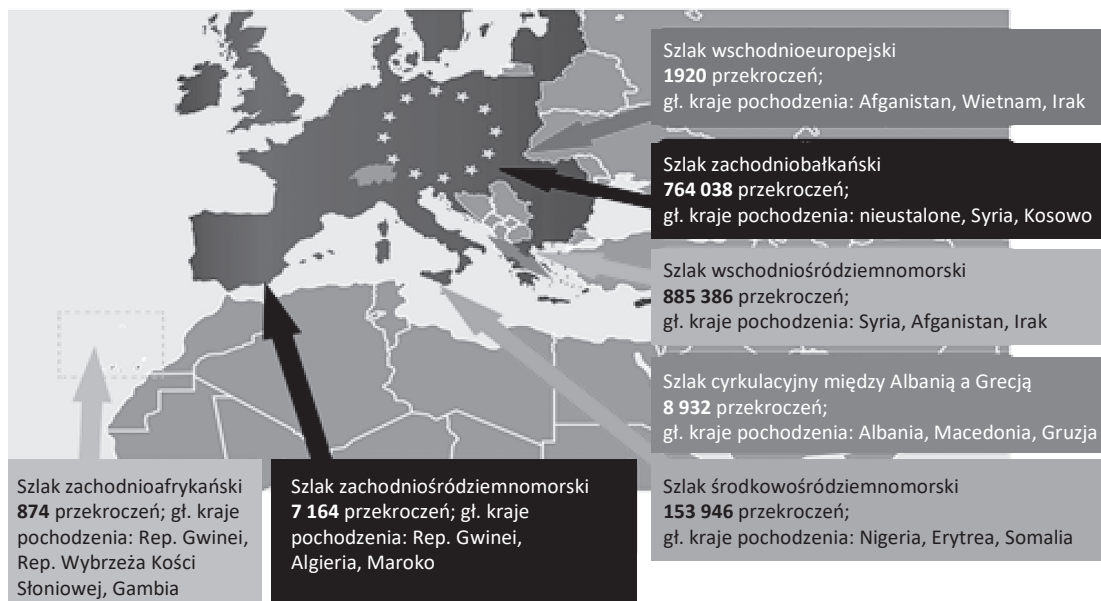 Szlak wschodnioeuropejski
1920 przekroczeń;
gł. kraje pochodzenia: Afganistan, Wietnam, Irak
Szlak zachodniobałkański
764 038 przekroczeń;
gł. kraje pochodzenia: nieustalone, Syria, Kosowo
Szlak wschodniośródziemnomorski
885 386 przekroczeń;
gł. kraje pochodzenia: Syria, Afganistan, Irak
Szlak cyrkulacyjny między Albanią a Grecją
8 932 przekroczeń;
gł. kraje pochodzenia: Albania, Macedonia, Gruzja
Szlak środkowośródziemnomorski
153 946 przekroczeń;
gł. kraje pochodzenia: Nigeria, Erytrea, Somalia
Szlak zachodnioafrykański
874 przekroczeń; gł. kraje
pochodzenia: Rep. Gwinei,
Rep. Wybrzeża Kości
Słoniowej, Gambia
Szlak zachodniośródziemnomorski
7 164 przekroczeń; gł. kraje
pochodzenia: Rep. Gwinei,
Algieria, Maroko